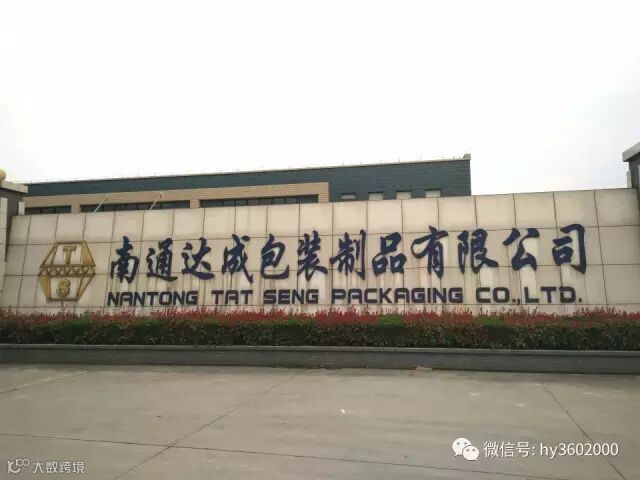 T
S
南通达成包装制品有限公司
NANTONG TAT SENG PACKAGING CO.,LTD.
微信号: hy3602000
10100 大数跨境